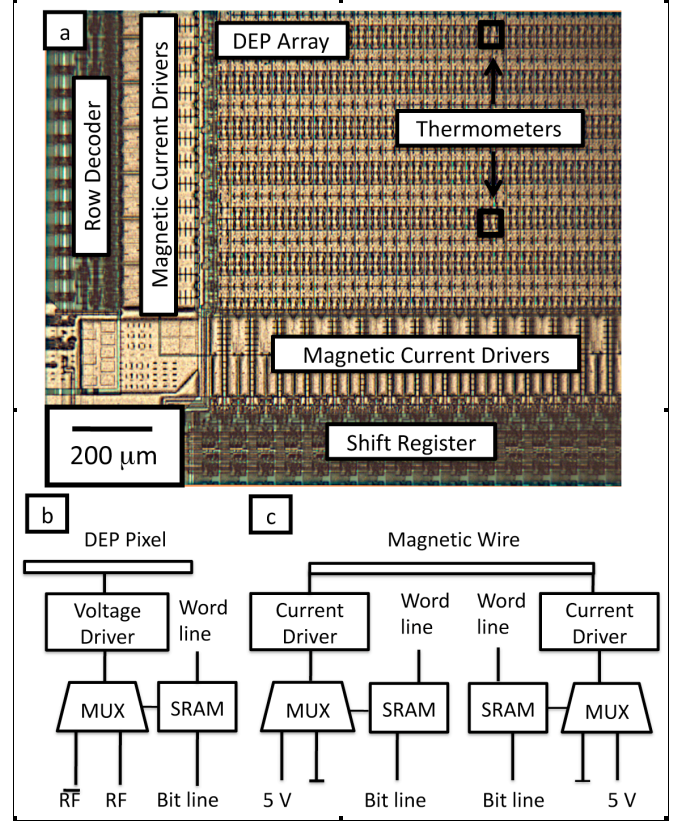 a
DEP Array
Thermometers
Row Decoder
Magnetic Current Drivers
Magnetic Current Drivers
Shift Register
200 μm
b
c
DEP Pixel
Magnetic Wire
Voltage
Driver
Word
line
Current
Driver
Word
line
Word
line
Current
Driver
MUX
SRAM
MUX
SRAM
SRAM
MUX
R̅F̅
RF
Bit line
5 V
Bit line
Bit line
5 V